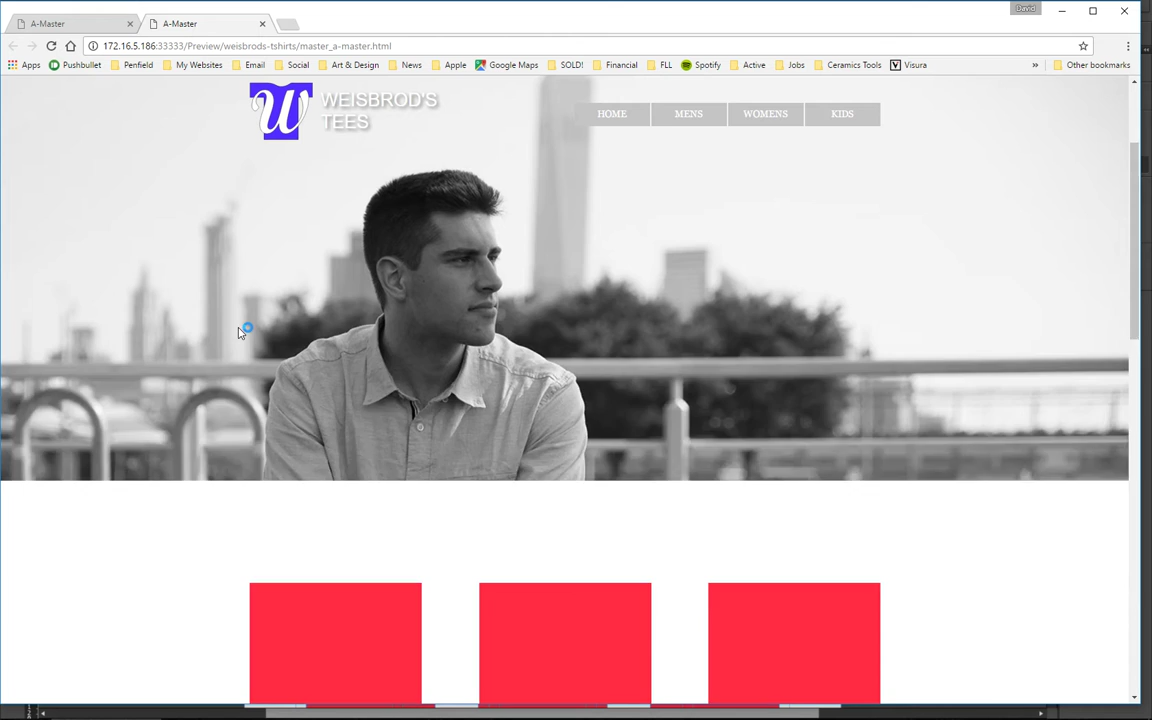 David
A-Master
A-Master
172.16.5.186:33333/Preview/weisbrods-tshirts/master_a-master.html
Apps Pushbullet Penfield My Websites Email Social Art & Design News Apple Google Maps SOLD! Financial FLL Spotify Active Jobs Ceramics Tools Visura » Other bookmarks
W WEISBROD'S
TEES
HOME MENS WOMENS KIDS